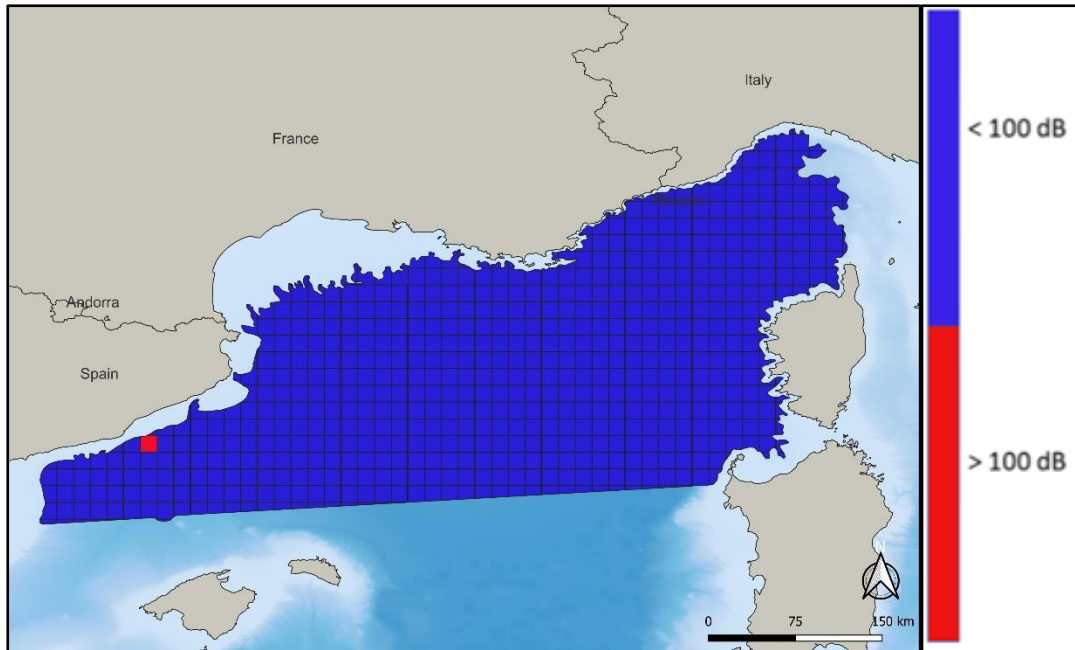 Italy
< 100 dB
France
Andorra
Spain
> 100 dB
N
0 75 150 km